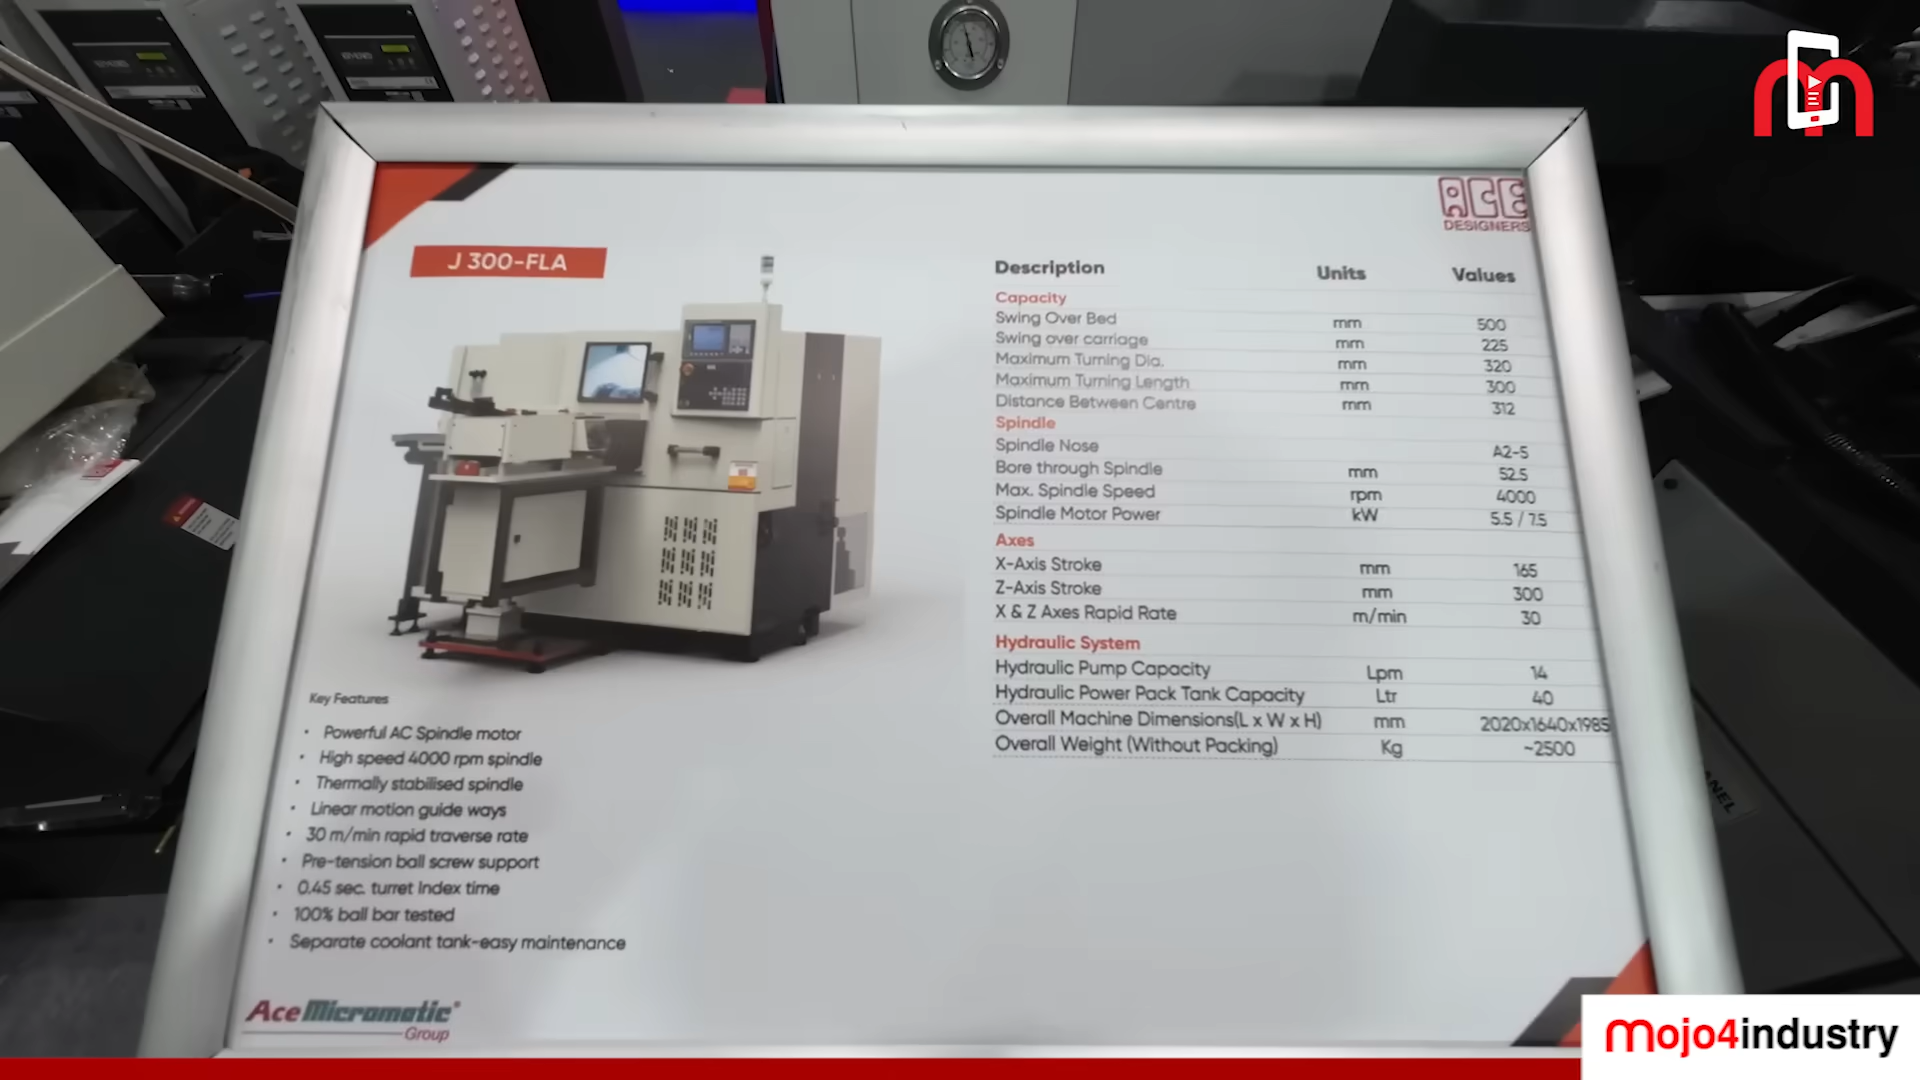 ACE
DESIGNERS
J 300-FLA
Description Units Values
Capacity
Swing Over Bed mm 500
Swing over carriage mm 225
Maximum Turning Dia. mm 320
Maximum Turning Length mm 300
Distance Between Centre mm 312
Spindle
Spindle Nose A2-5
Bore through Spindle mm 52.5
Max. Spindle Speed rpm 4000
Spindle Motor Power kW 5.5 / 7.5
Axes
X-Axis Stroke mm 165
Z-Axis Stroke mm 300
X & Z Axes Rapid Rate m/min 30
Hydraulic System
Hydraulic Pump Capacity Lpm 14
Hydraulic Power Pack Tank Capacity Ltr 40
Overall Machine Dimensions(L x W x H) mm 2020x1640x1985
Overall Weight (Without Packing) Kg ~2500
Key Features
• Powerful AC Spindle motor
• High speed 4000 rpm spindle
• Thermally stabilised spindle
• Linear motion guide ways
• 30 m/min rapid traverse rate
• Pre-tension ball screw support
• 0.45 sec. turret Index time
• 100% ball bar tested
• Separate coolant tank-easy maintenance
Ace Micromatic
Group
mojo4industry